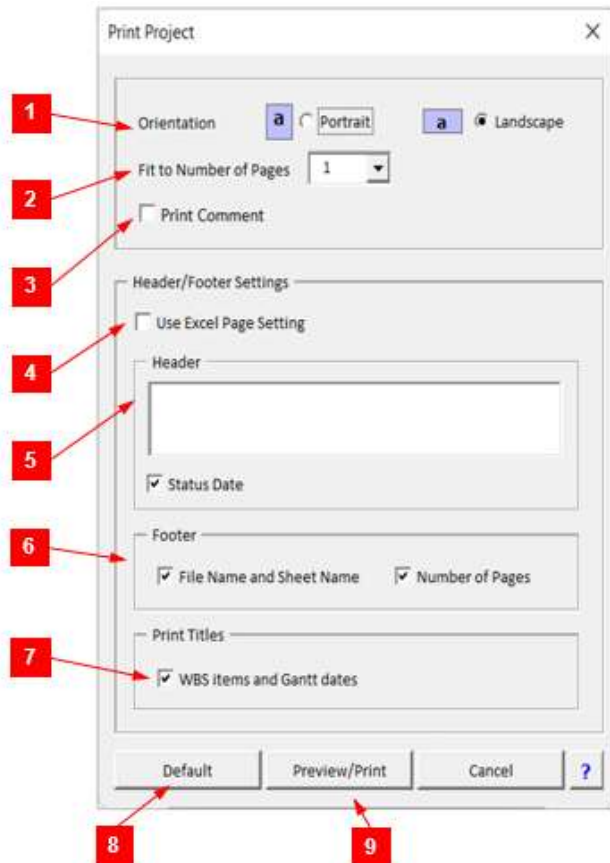 Print Project
1
Orientation a Portrait a Landscape
2
Fit to Number of Pages 1
3
Print Comment
Header/Footer Settings
4
Use Excel Page Setting
Header
5
Status Date
6
Footer
File Name and Sheet Name Number of Pages
Print Titles
7
WBS items and Gantt dates
Default Preview/Print Cancel ?
8 9